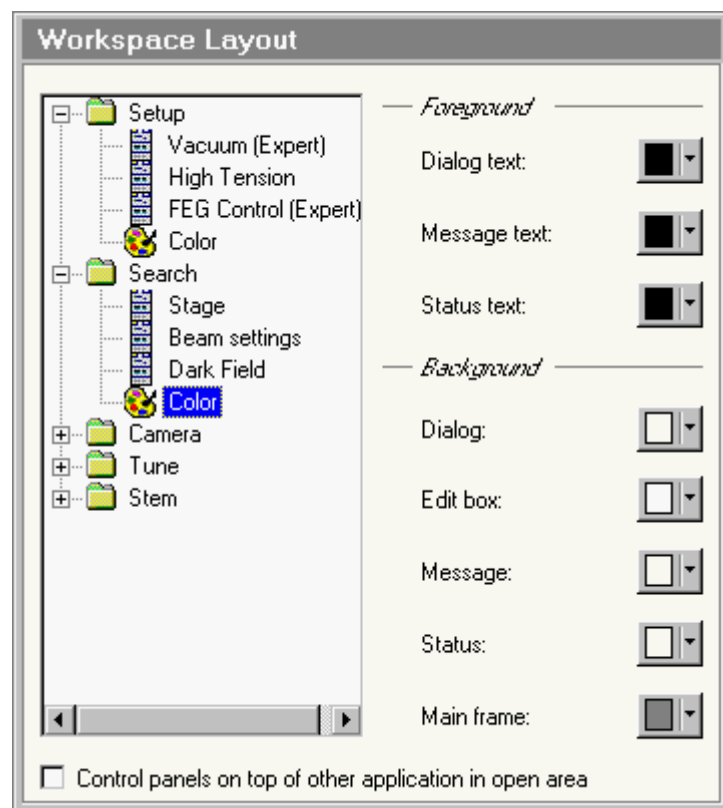 Workspace Layout
Setup
Vacuum (Expert)
High Tension
FEG Control (Expert)
Color
Search
Stage
Beam settings
Dark Field
Color
Camera
Tune
Stem
Foreground
Dialog text:
Message text:
Status text:
Background
Dialog:
Edit box:
Message:
Status:
Main frame:
Control panels on top of other application in open area